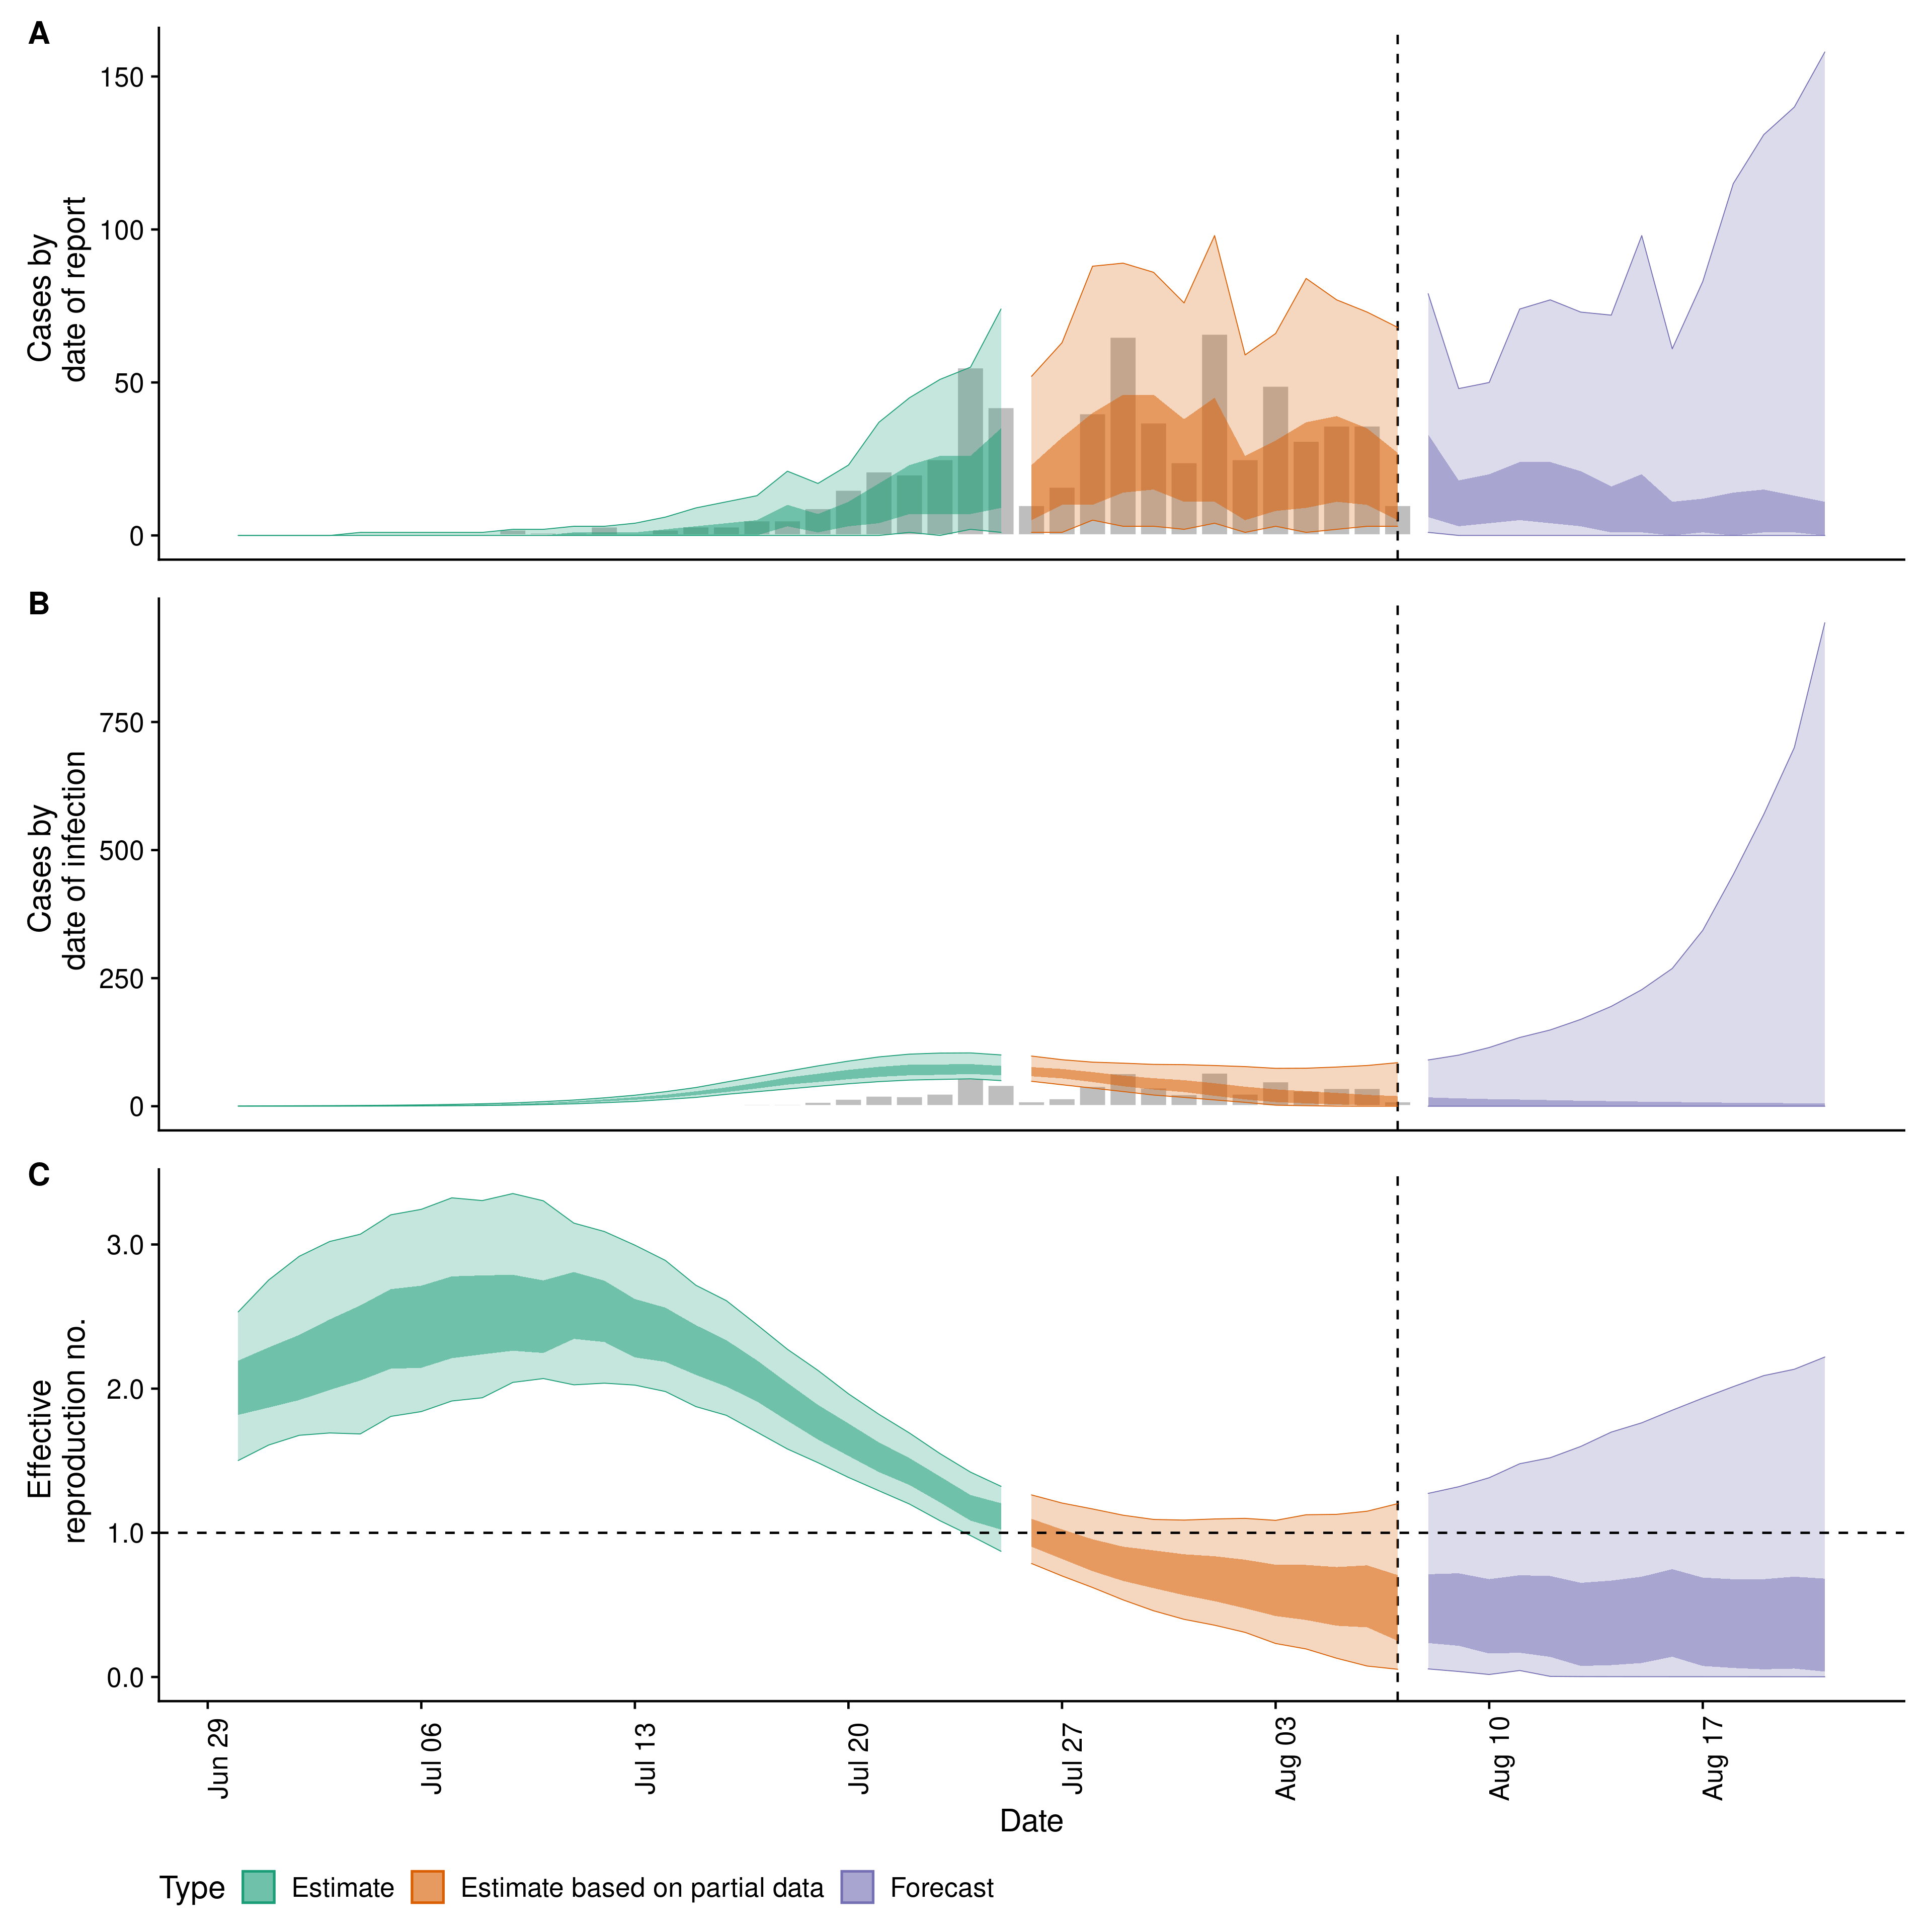 A
150
100
50
0
Cases by
date of report
B
750
500
250
0
Cases by
date of infection
C
3.0
2.0
1.0
0.0
Effective
reproduction no.
Jun 29
Jul 06
Jul 13
Jul 20
Jul 27
Aug 03
Aug 10
Aug 17
Date
Type Estimate Estimate based on partial data Forecast